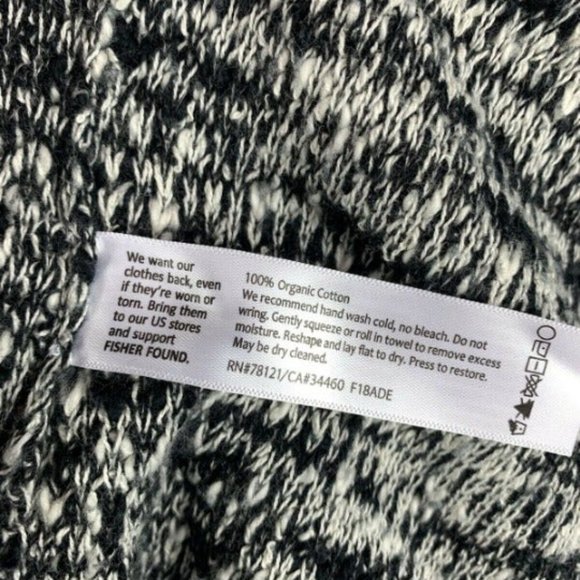 We want our
clothes back, even
if they're worn or
torn. Bring them
to our US stores
and support
FISHER FOUND.
100% Organic Cotton
We recommend hand wash cold, no bleach. Do not
wring. Gently squeeze or roll in towel to remove excess
moisture. Reshape and lay flat to dry. Press to restore.
May be dry cleaned.
RN#78121/CA#34460 F18ADE